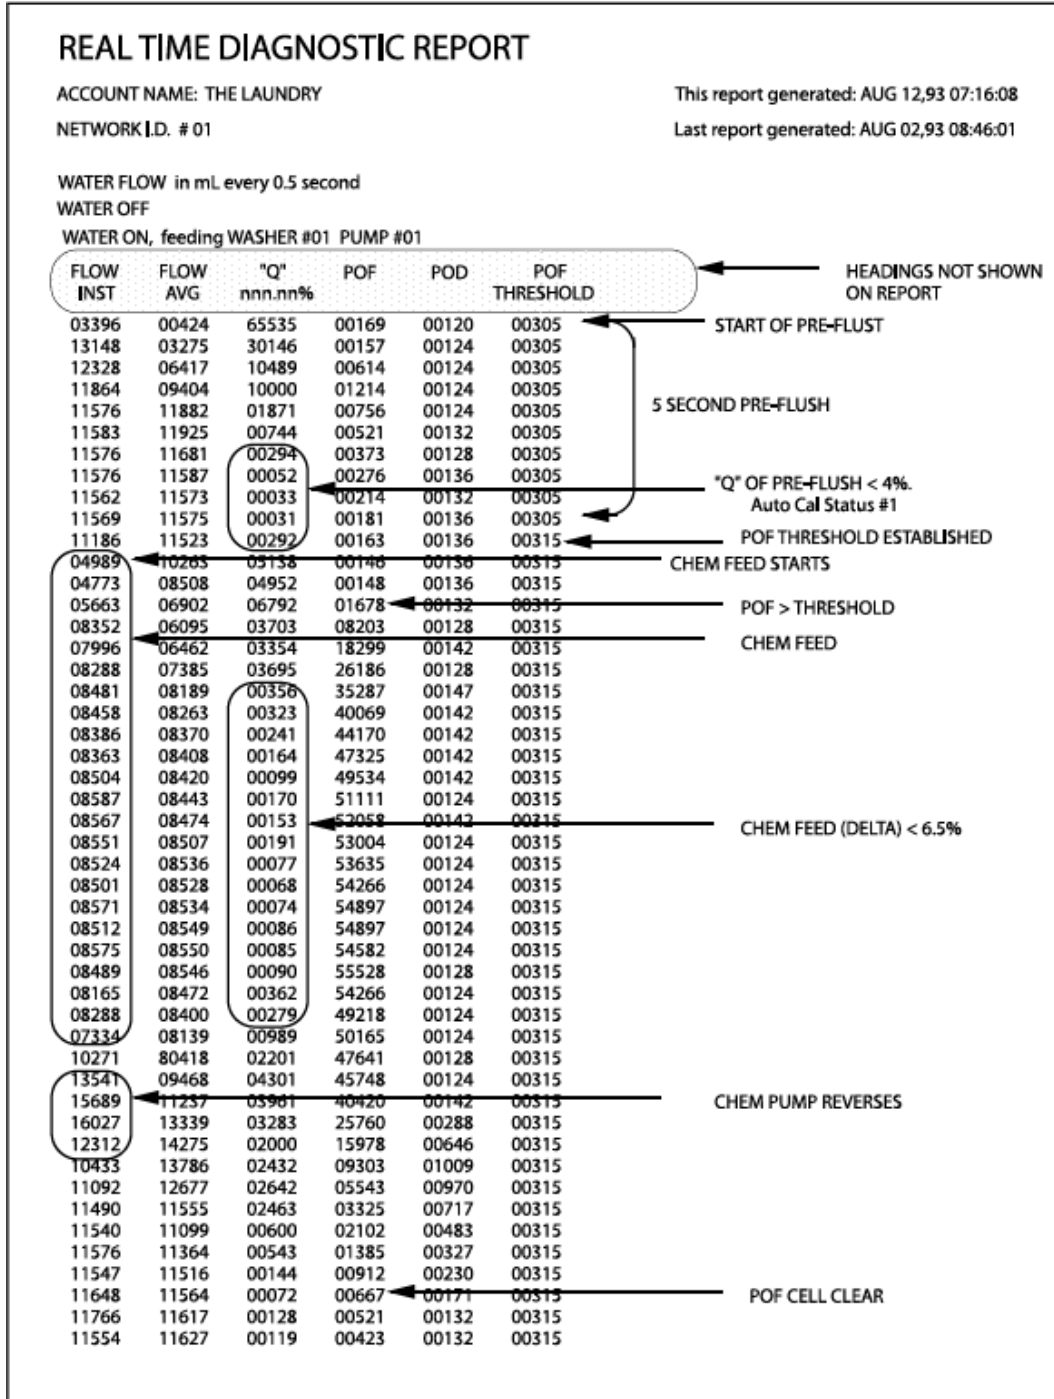 REAL TIME DIAGNOSTIC REPORT
ACCOUNT NAME: THE LAUNDRY This report generated: AUG 12,93 07:16:08
NETWORK I.D. # 01 Last report generated: AUG 02,93 08:46:01
WATER FLOW in mL every 0.5 second
WATER OFF
WATER ON, feeding WASHER #01 PUMP #01
FLOW FLOW "Q" POF POD POF HEADINGS NOT SHOWN
INST AVG nnn.nn% THRESHOLD ON REPORT
03396 00424 65535 00169 00120 00305 START OF PRE-FLUST
13148 03275 30146 00157 00124 00305
12328 06417 10489 00614 00124 00305
11864 09404 10000 01214 00124 00305
11576 11882 01871 00756 00124 00305 5 SECOND PRE-FLUSH
11583 11925 00744 00521 00132 00305
11576 11681 00294 00373 00128 00305
11576 11587 00052 00276 00136 00305 "Q" OF PRE-FLUSH < 4%.
11562 11573 00033 00214 00132 00305 Auto Cal Status #1
11569 11575 00031 00181 00136 00305
11186 11523 00292 00163 00136 00315 POF THRESHOLD ESTABLISHED
04989 10263 05138 00146 00136 00315 CHEM FEED STARTS
04773 08508 04952 00148 00136 00315
05663 06902 06792 01678 00132 00315 POF > THRESHOLD
08352 06095 03703 08203 00128 00315
07996 06462 03354 18299 00142 00315 CHEM FEED
08288 07385 03695 26186 00128 00315
08481 08189 00356 35287 00147 00315
08458 08263 00323 40069 00142 00315
08386 08370 00241 44170 00142 00315
08363 08408 00164 47325 00142 00315
08504 08420 00099 49534 00142 00315
08587 08443 00170 51111 00124 00315
08567 08474 00153 52058 00142 00315 CHEM FEED (DELTA) < 6.5%
08551 08507 00191 53004 00124 00315
08524 08536 00077 53635 00124 00315
08501 08528 00068 54266 00124 00315
08571 08534 00074 54897 00124 00315
08512 08549 00086 54897 00124 00315
08575 08550 00085 54582 00124 00315
08489 08546 00090 55528 00128 00315
08165 08472 00362 54266 00124 00315
08288 08400 00279 49218 00124 00315
07334 08139 00989 50165 00124 00315
10271 80418 02201 47641 00128 00315
13541 09468 04301 45748 00124 00315
15689 11237 03961 40420 00142 00315 CHEM PUMP REVERSES
16027 13339 03283 25760 00288 00315
12312 14275 02000 15978 00646 00315
10433 13786 02432 09303 01009 00315
11092 12677 02642 05543 00970 00315
11490 11555 02463 03325 00717 00315
11540 11099 00600 02102 00483 00315
11576 11364 00543 01385 00327 00315
11547 11516 00144 00912 00230 00315
11648 11564 00072 00667 00171 00315 POF CELL CLEAR
11766 11617 00128 00521 00132 00315
11554 11627 00119 00423 00132 00315